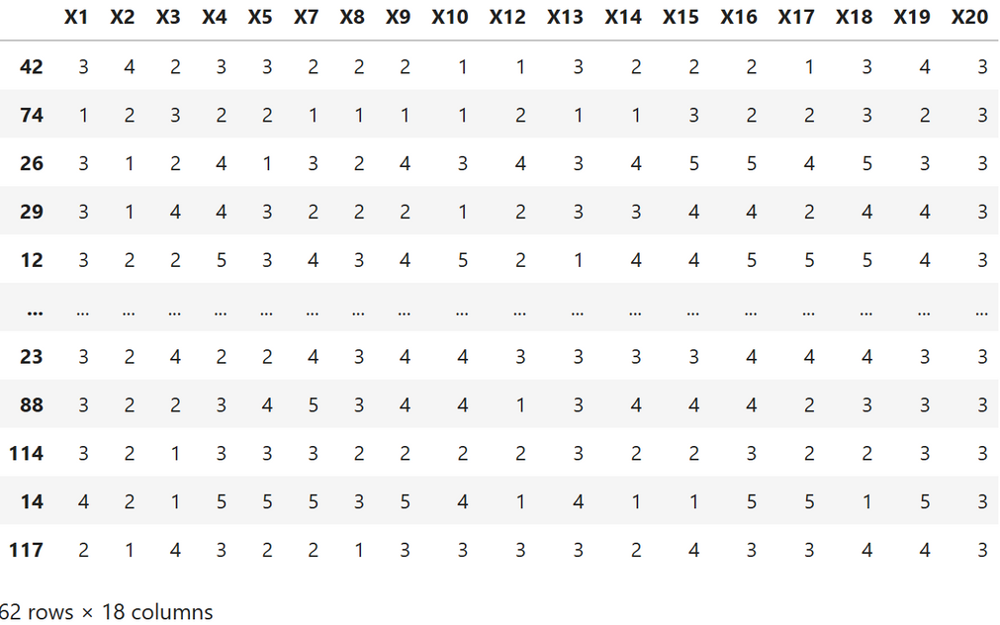 X1 X2 X3 X4 X5 X7 X8 X9 X10 X12 X13 X14 X15 X16 X17 X18 X19 X20
42 3 4 2 3 3 2 2 2 1 1 3 2 2 2 1 3 4 3
74 1 2 3 2 2 1 1 1 1 2 1 1 3 2 2 3 2 3
26 3 1 2 4 1 3 2 4 3 4 3 4 5 5 4 5 3 3
29 3 1 4 4 3 2 2 2 1 2 3 3 4 4 2 4 4 3
12 3 2 2 5 3 4 3 4 5 2 1 4 4 5 5 5 4 3
... ... ... ... ... ... ... ... ... ... ... ... ... ... ... ... ... ... ...
23 3 2 4 2 2 4 3 4 4 3 3 3 3 4 4 4 3 3
88 3 2 2 3 4 5 3 4 4 1 3 4 4 4 2 3 3 3
114 3 2 1 3 3 3 2 2 2 2 3 2 2 3 2 2 3 3
14 4 2 1 5 5 5 3 5 4 1 4 1 1 5 5 1 5 3
117 2 1 4 3 2 2 1 3 3 3 3 2 4 3 3 4 4 3
62 rows × 18 columns